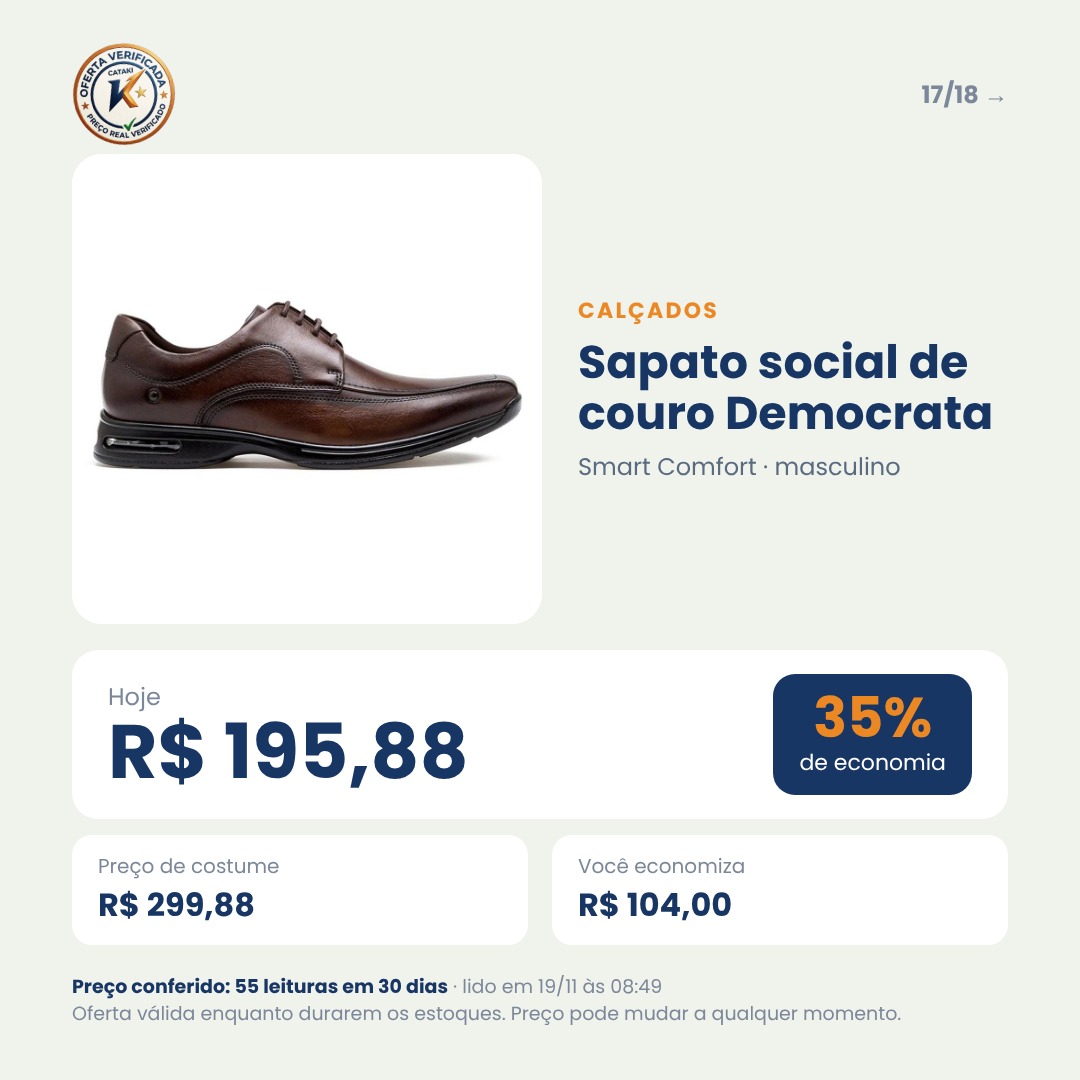 OFERTA VERIFICADA
CATAKI
K
PREÇO REAL VERIFICADO
17/18 →
CALÇADOS
Sapato social de
couro Democrata
Smart Comfort · masculino
Hoje
R$ 195,88
35%
de economia
Preço de costume
R$ 299,88
Você economiza
R$ 104,00
Preço conferido: 55 leituras em 30 dias · lido em 19/11 às 08:49
Oferta válida enquanto durarem os estoques. Preço pode mudar a qualquer momento.